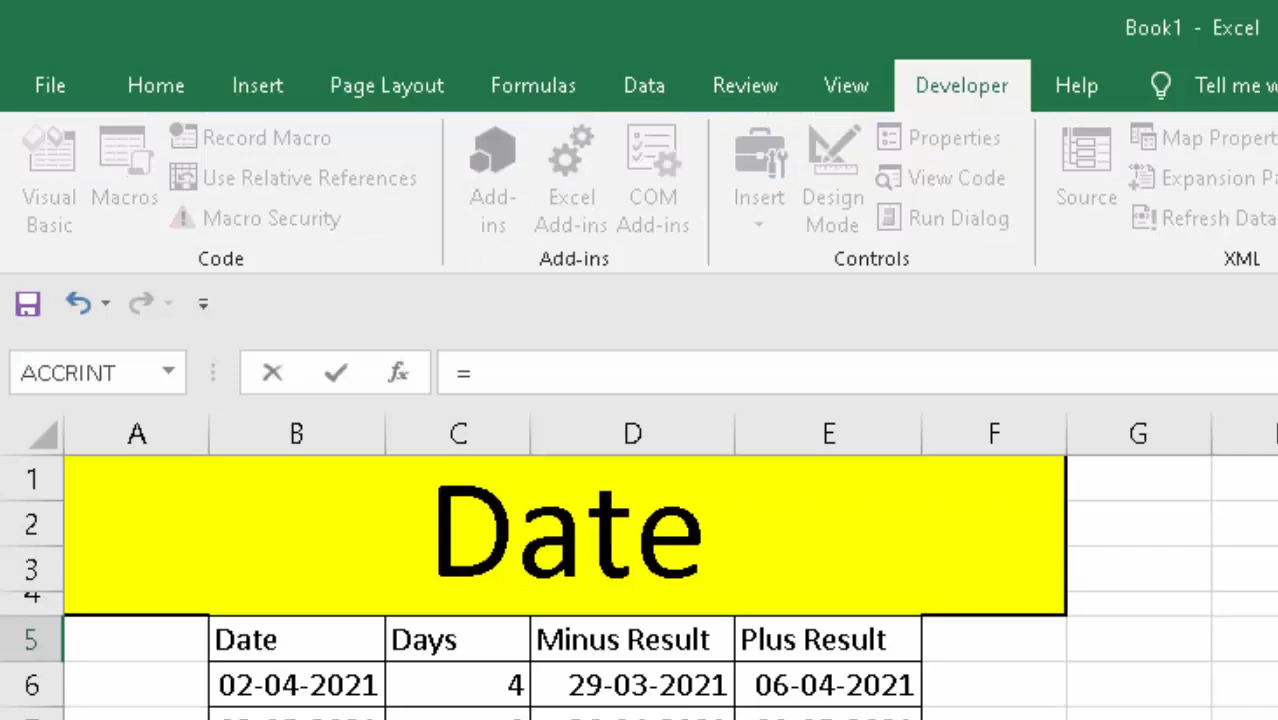 Book1 - Excel
File Home Insert Page Layout Formulas Data Review View Developer Help Tell me w
Visual Basic
Macros
Record Macro
Use Relative References
Macro Security
Code
Add-ins
Excel Add-ins
COM Add-ins
Add-ins
Insert
Design Mode
Properties
View Code
Run Dialog
Controls
Source
Map Propert
Expansion Pa
Refresh Data
XML
ACCRINT fx =
A B C D E F G
1
2
3
4
Date
5 Date Days Minus Result Plus Result
6 02-04-2021 4 29-03-2021 06-04-2021